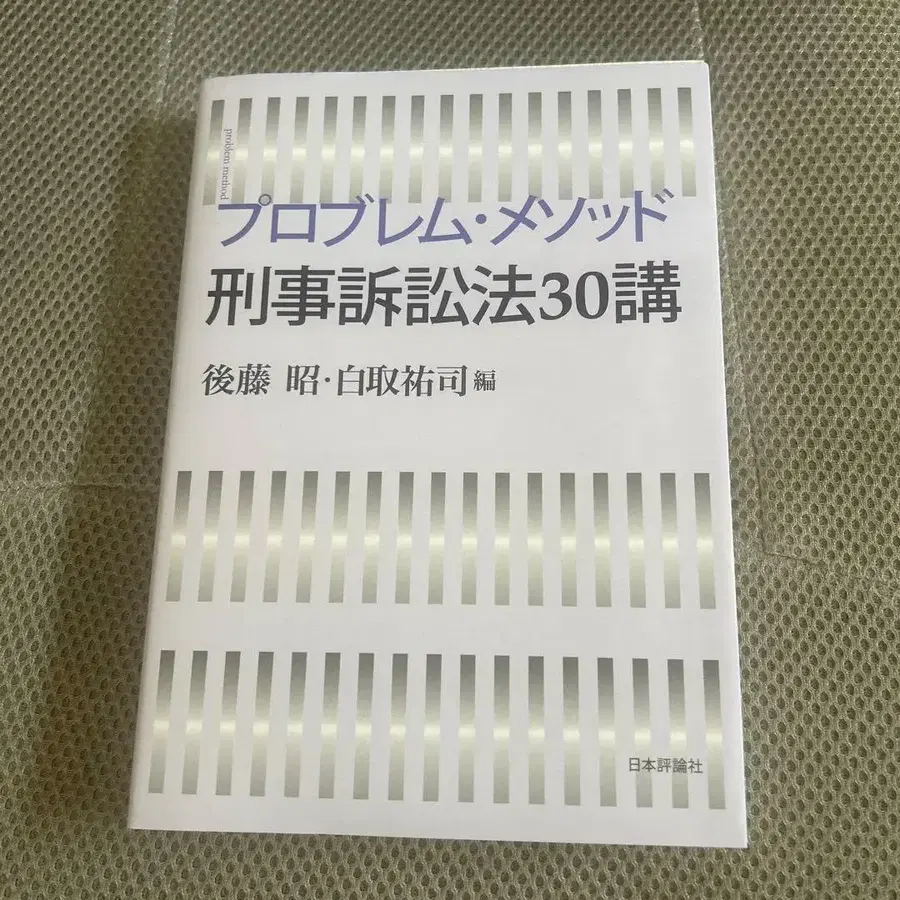 problem method
プロブレム・メソッド
刑事訴訟法30講
後藤 昭・白取祐司 編
日本評論社